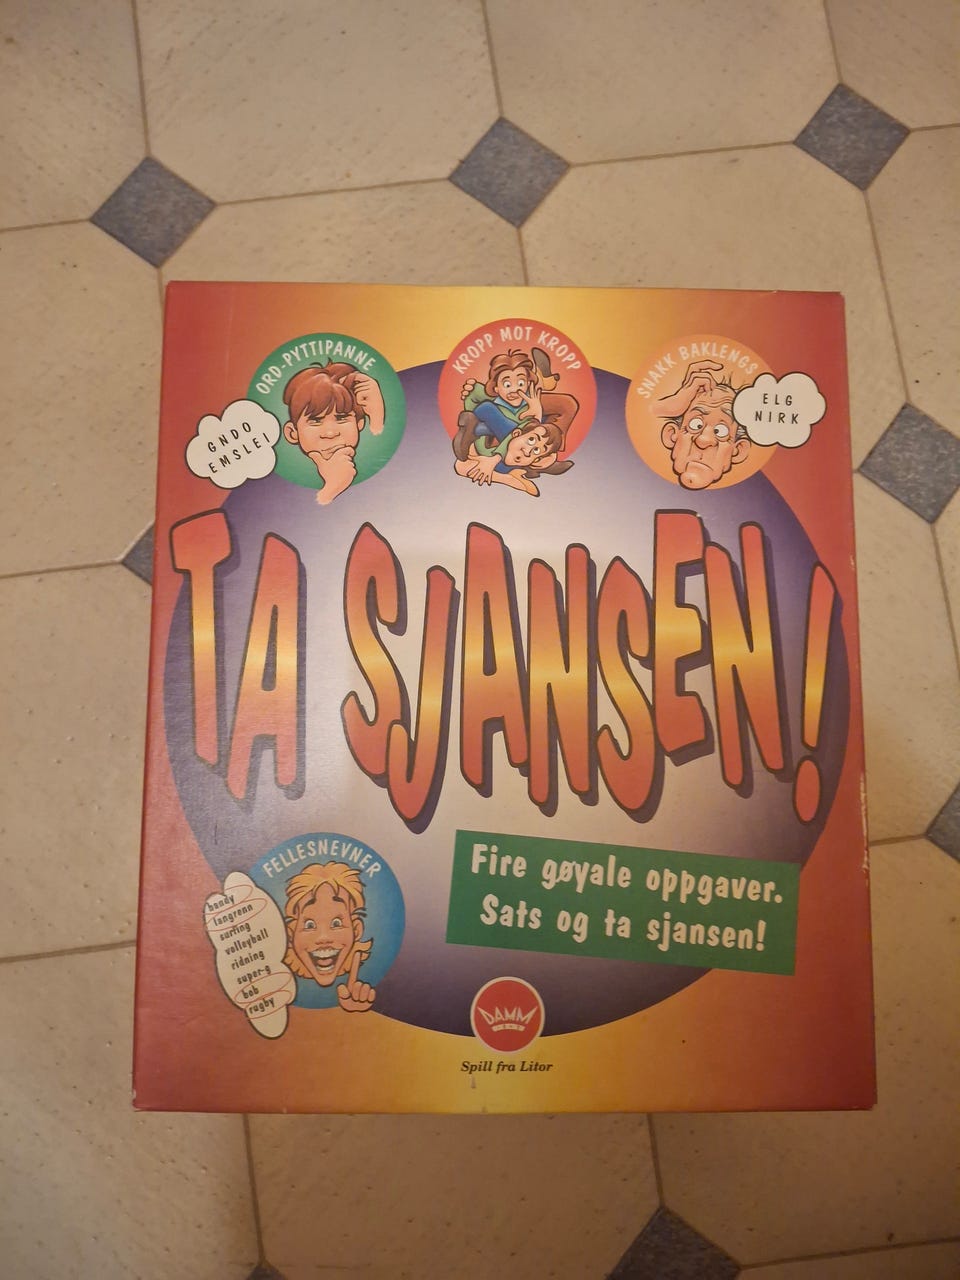 ORD-PYTTIPANNE
GNDO
EMSLEI
KROPP MOT KROPP
SNAKK BAKLENGS
ELG
NIRK
TA SJANSEN!
FELLESNEVNER
bandy
langrenn
surfing
volleyball
ridning
super-g
bob
rugby
Fire gøyale oppgaver.
Sats og ta sjansen!
DAMM
Spill fra Litor